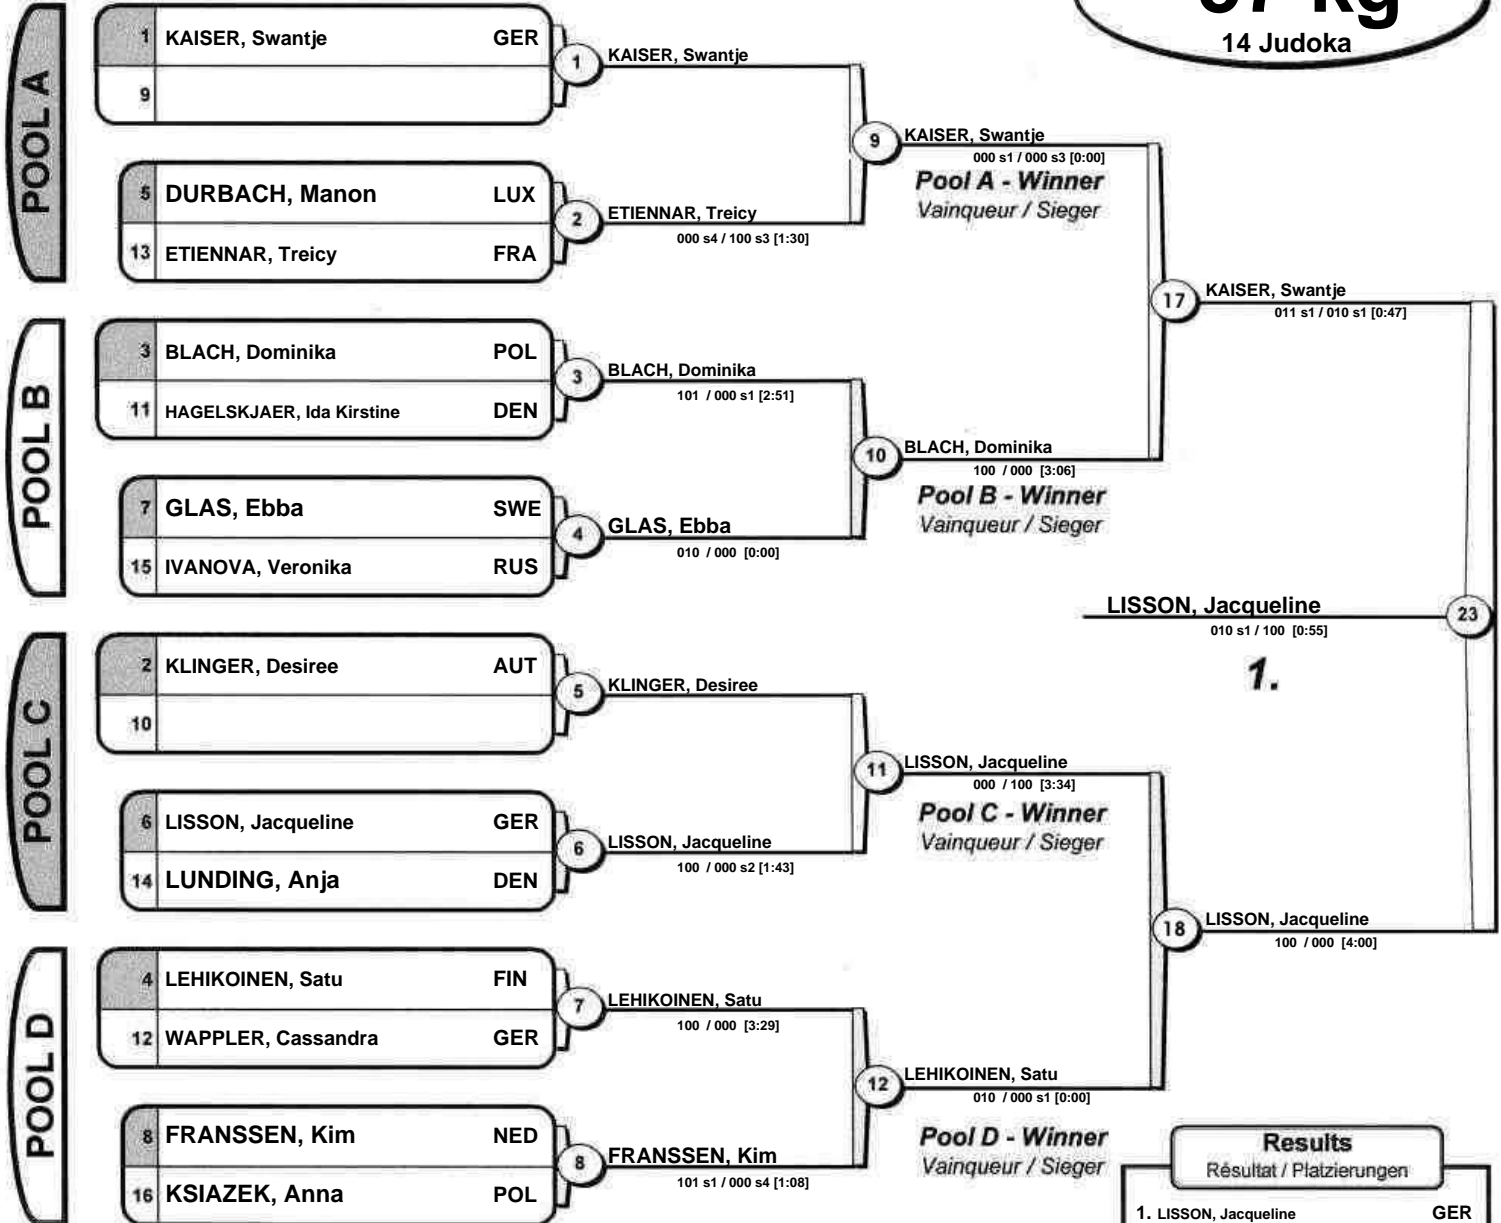 14 Judoka
POOL A
1 KAISER, Swantje GER
9
1 KAISER, Swantje
5 DURBACH, Manon LUX
13 ETIENNAR, Treicy FRA
2 ETIENNAR, Treicy
000 s4 / 100 s3 [1:30]
9 KAISER, Swantje
000 s1 / 000 s3 [0:00]
Pool A - Winner
Vainqueur / Sieger
POOL B
3 BLACH, Dominika POL
11 HAGELSKJAER, Ida Kirstine DEN
3 BLACH, Dominika
101 / 000 s1 [2:51]
7 GLAS, Ebba SWE
15 IVANOVA, Veronika RUS
4 GLAS, Ebba
010 / 000 [0:00]
10 BLACH, Dominika
100 / 000 [3:06]
Pool B - Winner
Vainqueur / Sieger
17 KAISER, Swantje
011 s1 / 010 s1 [0:47]
POOL C
2 KLINGER, Desiree AUT
10
5 KLINGER, Desiree
6 LISSON, Jacqueline GER
14 LUNDING, Anja DEN
6 LISSON, Jacqueline
100 / 000 s2 [1:43]
11 LISSON, Jacqueline
000 / 100 [3:34]
Pool C - Winner
Vainqueur / Sieger
POOL D
4 LEHIKOINEN, Satu FIN
12 WAPPLER, Cassandra GER
7 LEHIKOINEN, Satu
100 / 000 [3:29]
8 FRANSSEN, Kim NED
16 KSIAZEK, Anna POL
8 FRANSSEN, Kim
101 s1 / 000 s4 [1:08]
12 LEHIKOINEN, Satu
010 / 000 s1 [0:00]
Pool D - Winner
Vainqueur / Sieger
18 LISSON, Jacqueline
100 / 000 [4:00]
LISSON, Jacqueline 23
010 s1 / 100 [0:55]
1.
Results
Résultat / Platzierungen
1. LISSON, Jacqueline GER